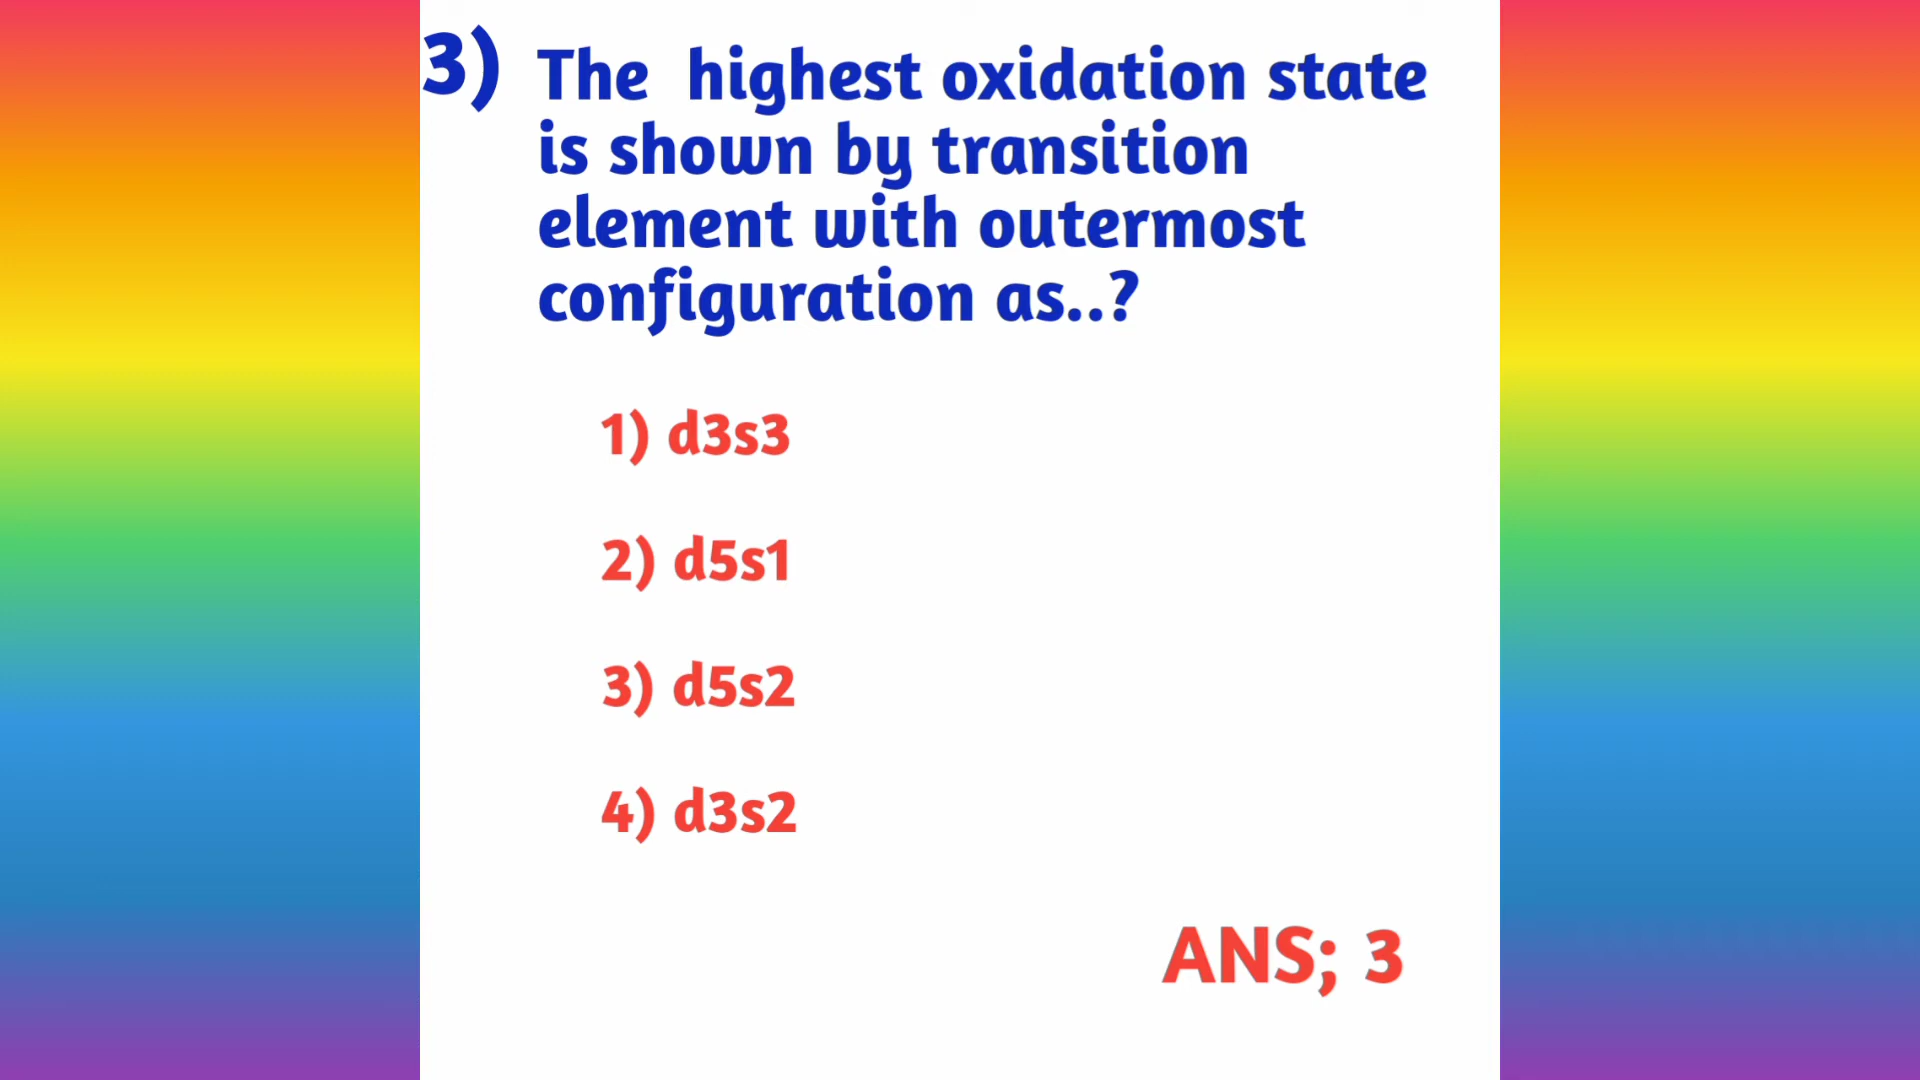 3) The highest oxidation state
is shown by transition
element with outermost
configuration as..?
1) d3s3
2) d5s1
3) d5s2
4) d3s2
ANS; 3